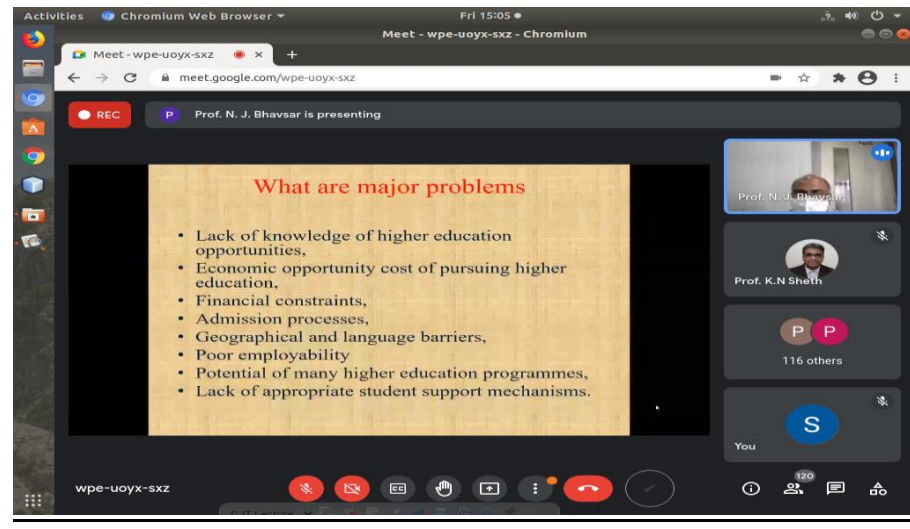 Activities
Chromium Web Browser
Fri 15:05
Meet - wpe-uoyx-sxz - Chromium
Meet - wpe-uoyx-sxz
meet.google.com/wpe-uoyx-sxz
REC
P
Prof. N. J. Bhavsar is presenting
What are major problems
• Lack of knowledge of higher education
opportunities,
• Economic opportunity cost of pursuing higher
education,
• Financial constraints,
• Admission processes,
• Geographical and language barriers,
• Poor employability
• Potential of many higher education programmes,
• Lack of appropriate student support mechanisms.
Prof. N. J. Bhavsar
Prof. K.N Sheth
P P
116 others
S
You
wpe-uoyx-sxz
CC
120